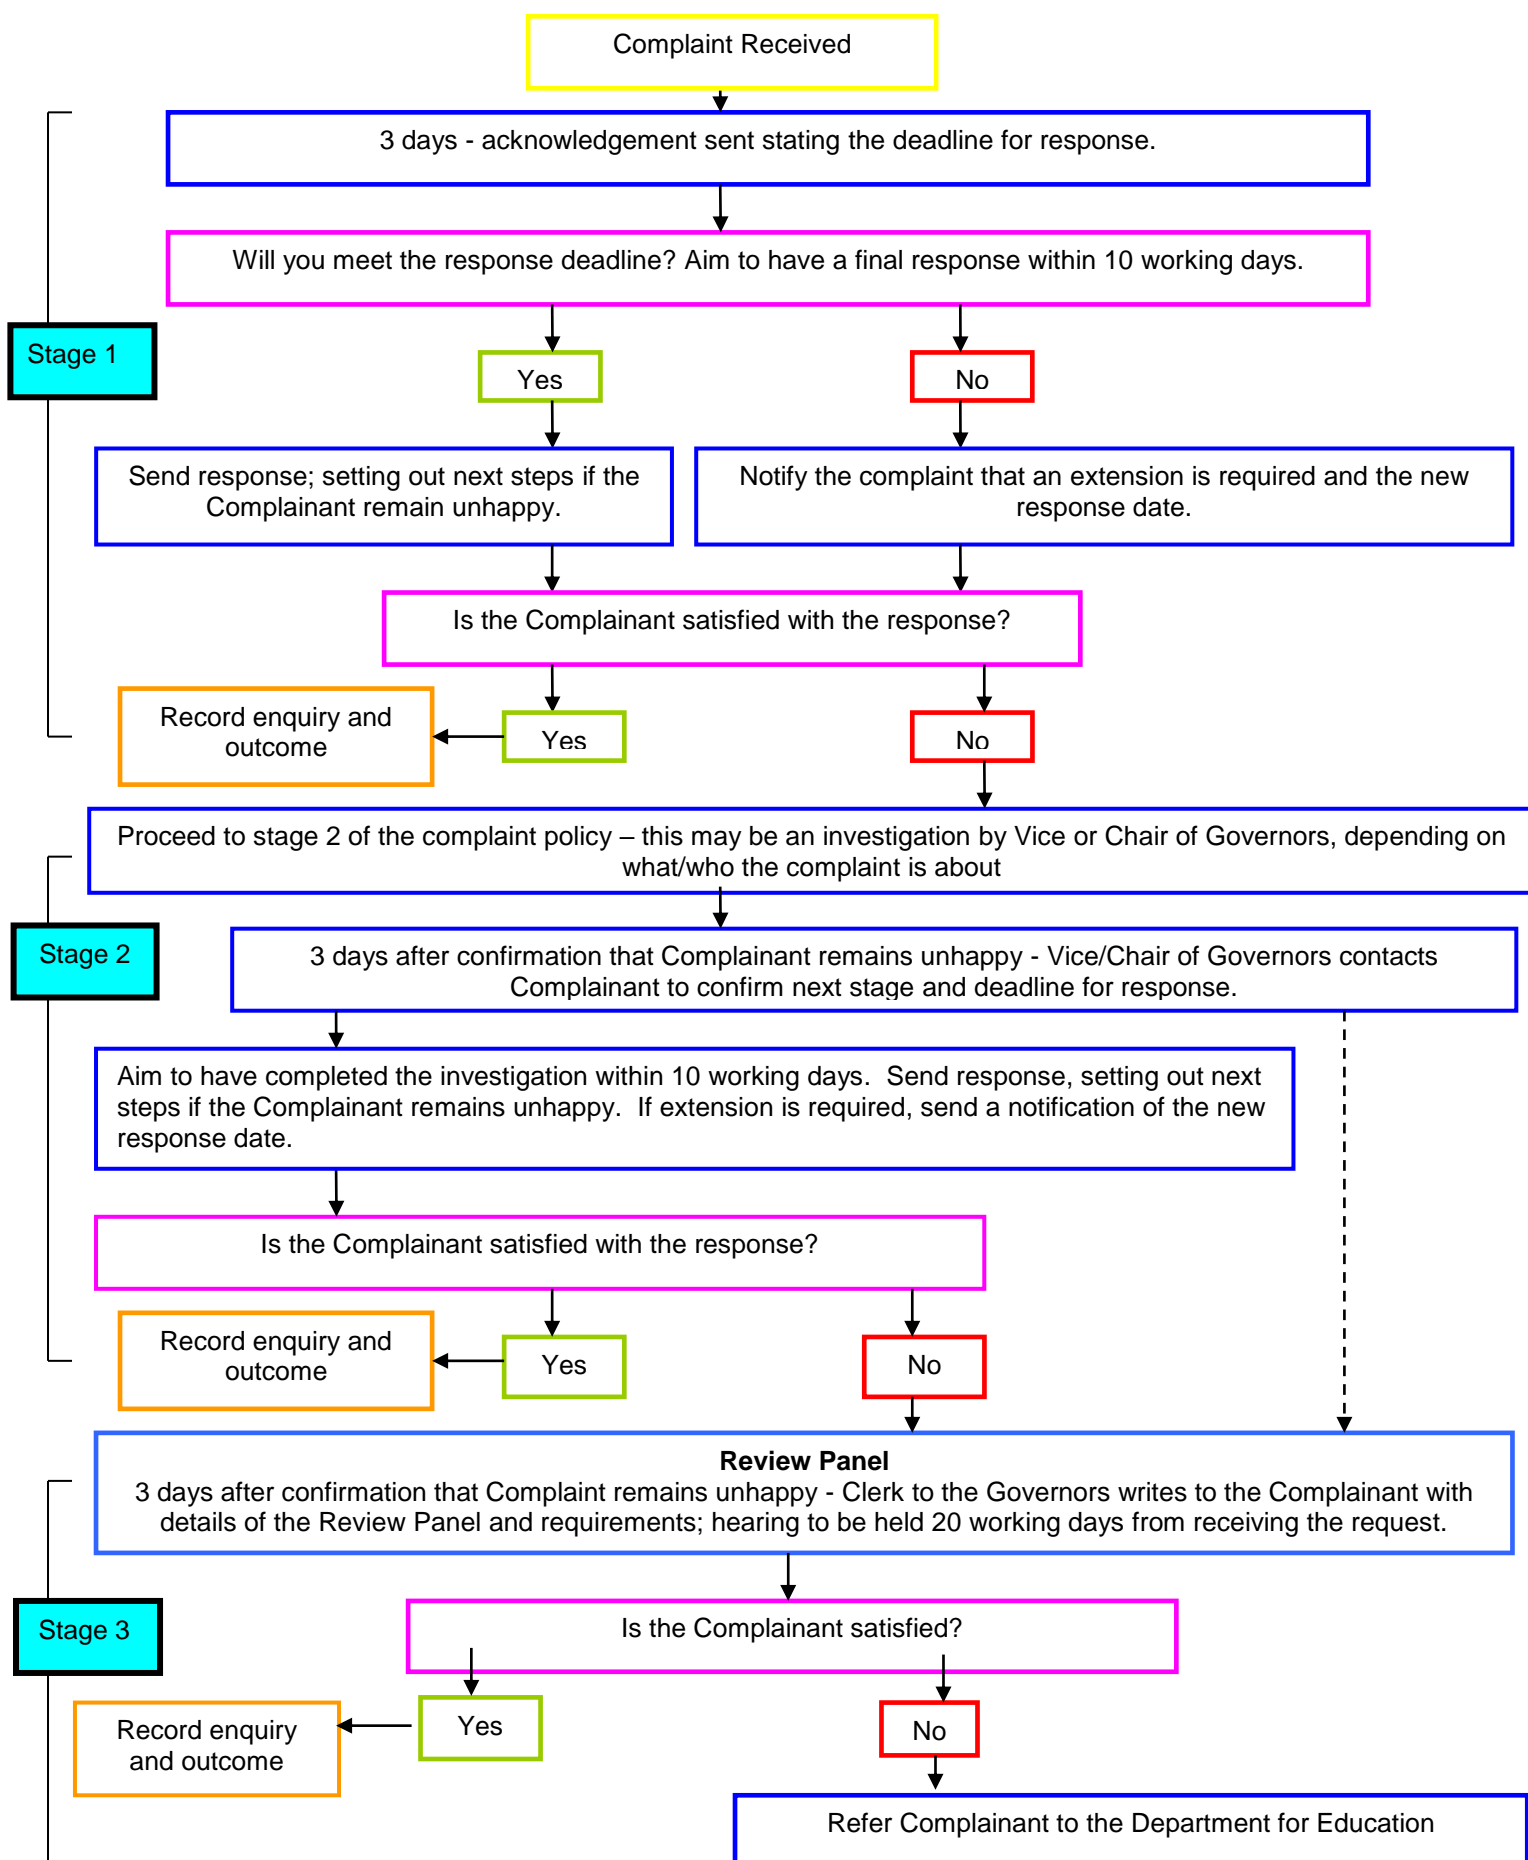 Complaint Received
3 days - acknowledgement sent stating the deadline for response.
Will you meet the response deadline? Aim to have a final response within 10 working days.
Stage 1
Yes
No
Send response; setting out next steps if the
Complainant remain unhappy.
Notify the complaint that an extension is required and the new
response date.
Is the Complainant satisfied with the response?
Record enquiry and
outcome
Yes
No
Proceed to stage 2 of the complaint policy – this may be an investigation by Vice or Chair of Governors, depending on
what/who the complaint is about
Stage 2
3 days after confirmation that Complainant remains unhappy - Vice/Chair of Governors contacts
Complainant to confirm next stage and deadline for response.
Aim to have completed the investigation within 10 working days.  Send response, setting out next
steps if the Complainant remains unhappy.  If extension is required, send a notification of the new
response date.
Is the Complainant satisfied with the response?
Record enquiry and
outcome
Yes
No
Review Panel
3 days after confirmation that Complaint remains unhappy - Clerk to the Governors writes to the Complainant with
details of the Review Panel and requirements; hearing to be held 20 working days from receiving the request.
Stage 3
Is the Complainant satisfied?
Record enquiry
and outcome
Yes
No
Refer Complainant to the Department for Education